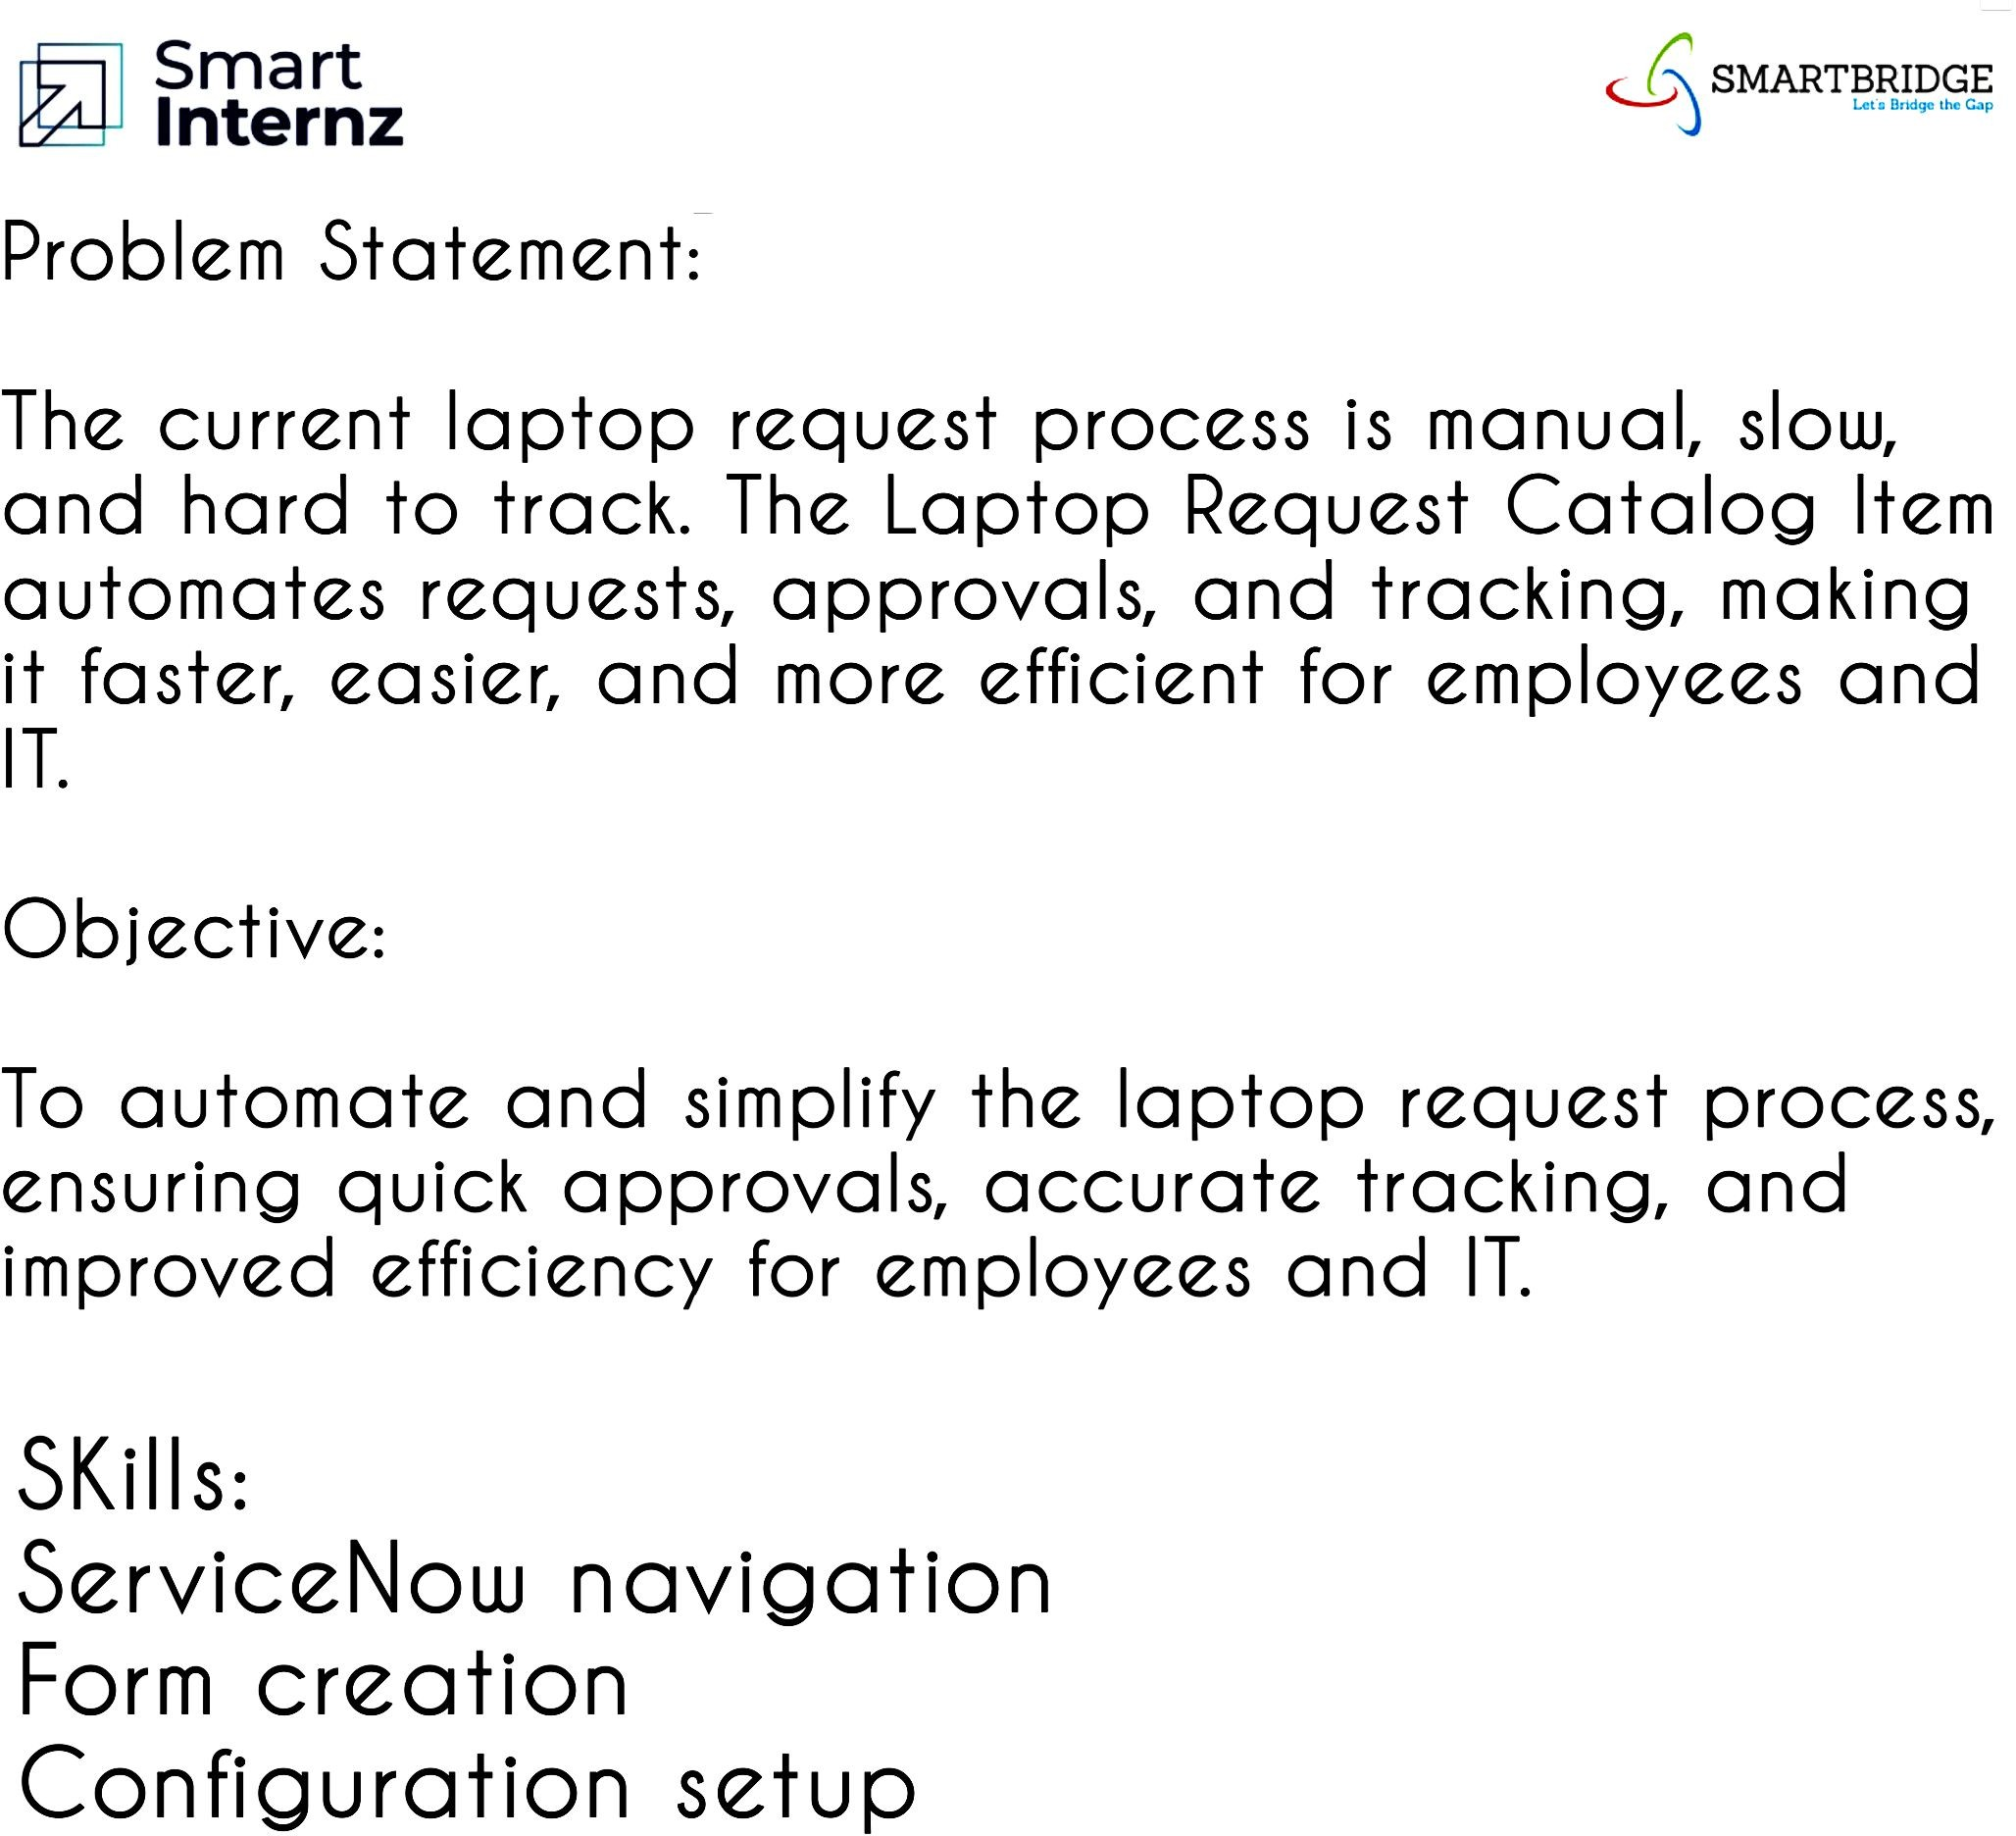 Smart
Internz
SMARTBRIDGE
Let's Bridge the Gap
Problem Statement:
The current laptop request process is manual, slow,
and hard to track. The Laptop Request Catalog Item
automates requests, approvals, and tracking, making
it faster, easier, and more efficient for employees and
IT.
Objective:
To automate and simplify the laptop request process,
ensuring quick approvals, accurate tracking, and
improved efficiency for employees and IT.
SKills:
ServiceNow navigation
Form creation
Configuration setup